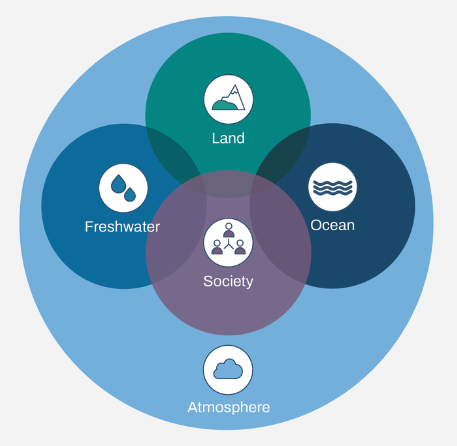 Land
Freshwater
Ocean
Society
Atmosphere